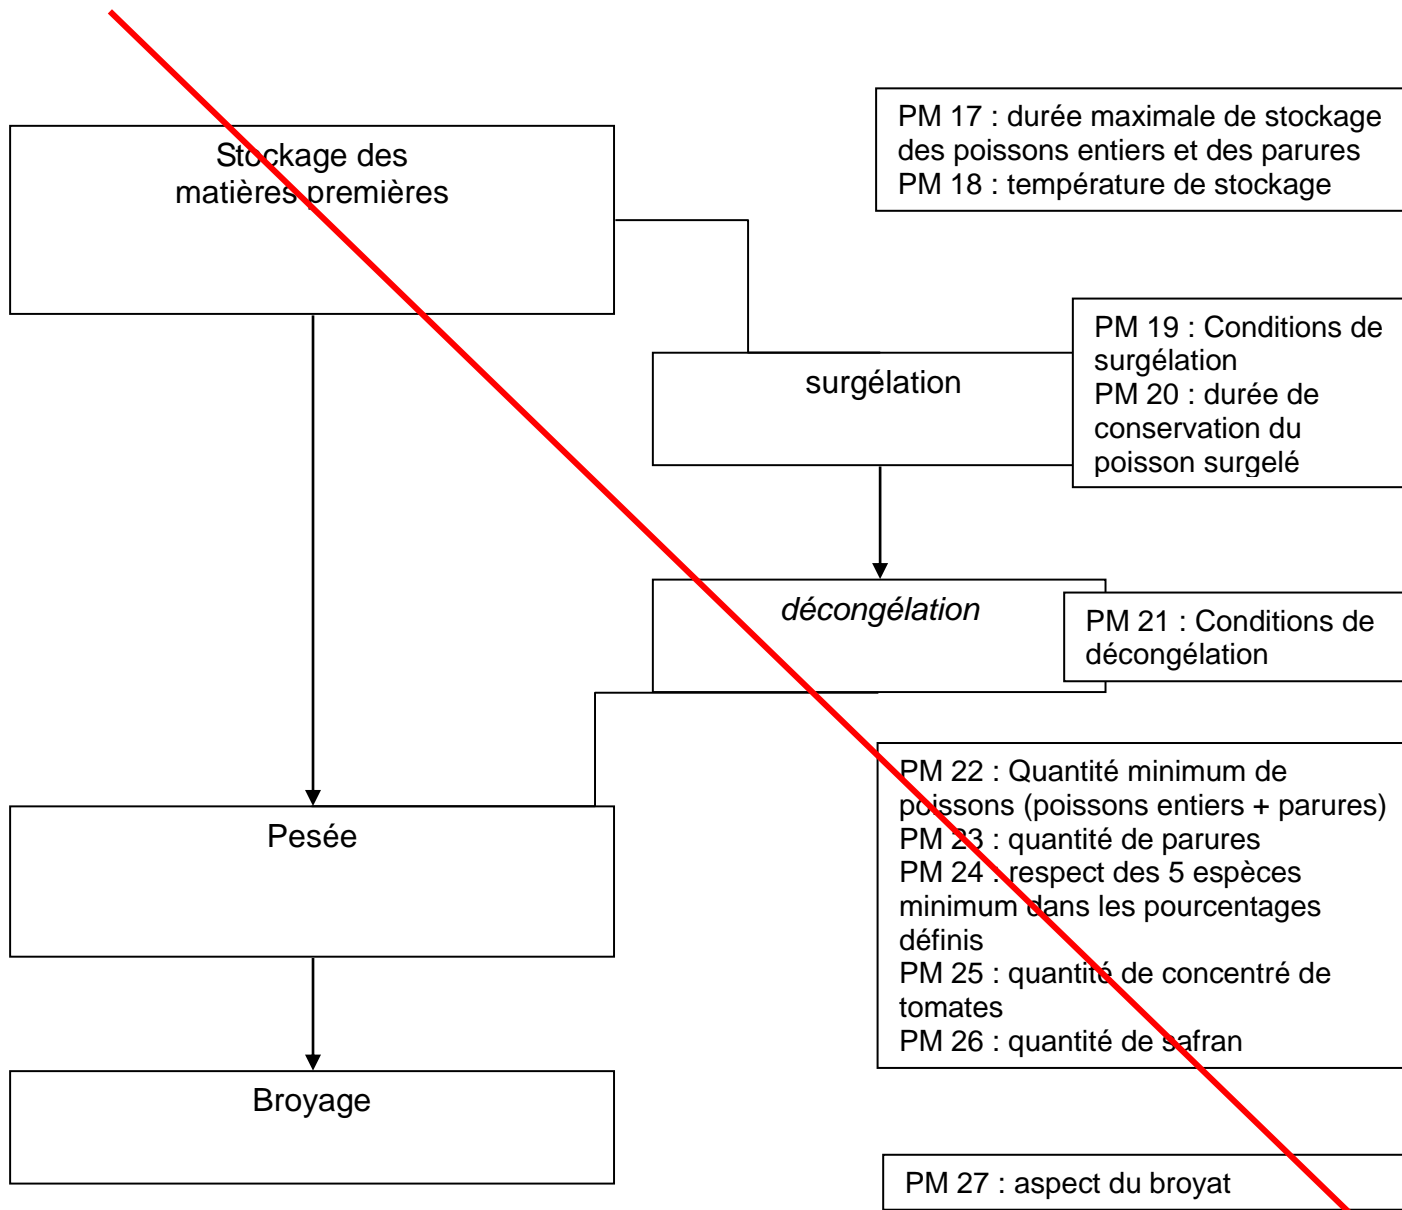 PM 17 : durée maximale de stockage
des poissons entiers et des parures
PM 18 : température de stockage
Stockage des
matières premières
PM 19 : Conditions de
surgélation
PM 20 : durée de
conservation du
poisson surgelé
surgélation
décongélation
PM 21 : Conditions de
décongélation
PM 22 : Quantité minimum de
poissons (poissons entiers + parures)
PM 23 : quantité de parures
PM 24 : respect des 5 espèces
minimum dans les pourcentages
définis
PM 25 : quantité de concentré de
tomates
PM 26 : quantité de safran
Pesée
Broyage
PM 27 : aspect du broyat